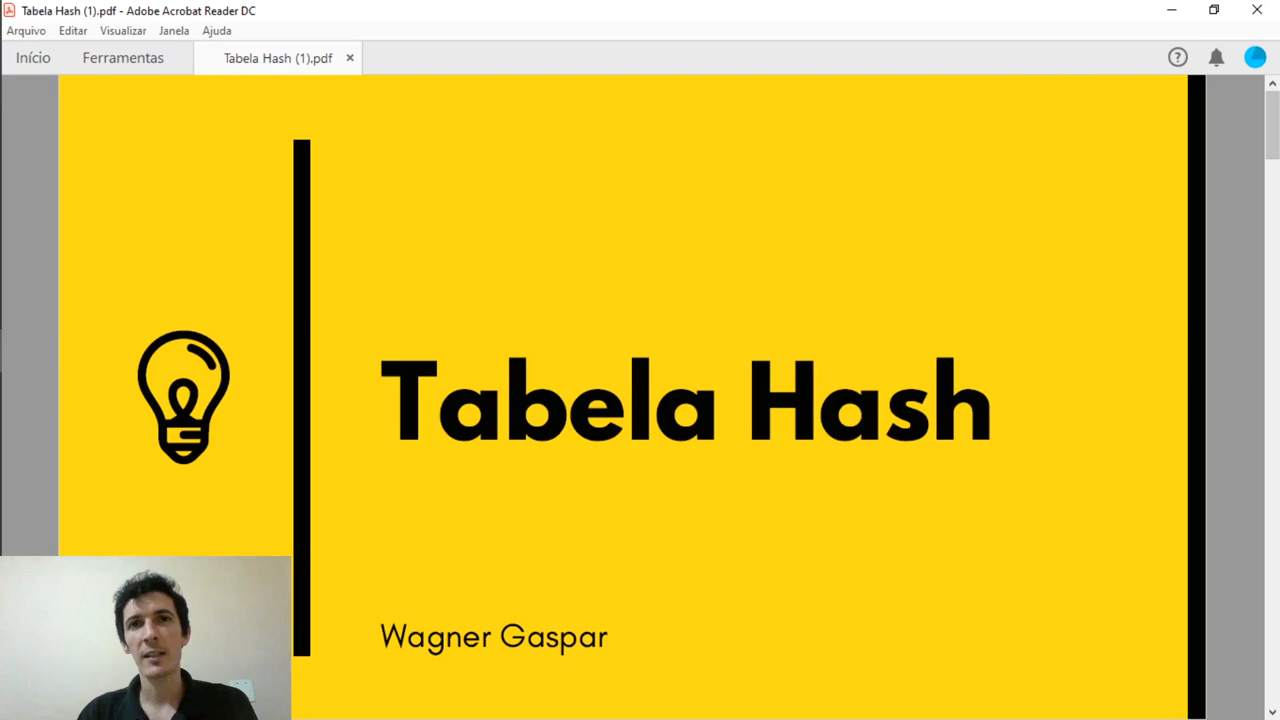 Tabela Hash (1).pdf - Adobe Acrobat Reader DC
Arquivo Editar Visualizar Janela Ajuda
Início Ferramentas Tabela Hash (1).pdf
Tabela Hash
Wagner Gaspar